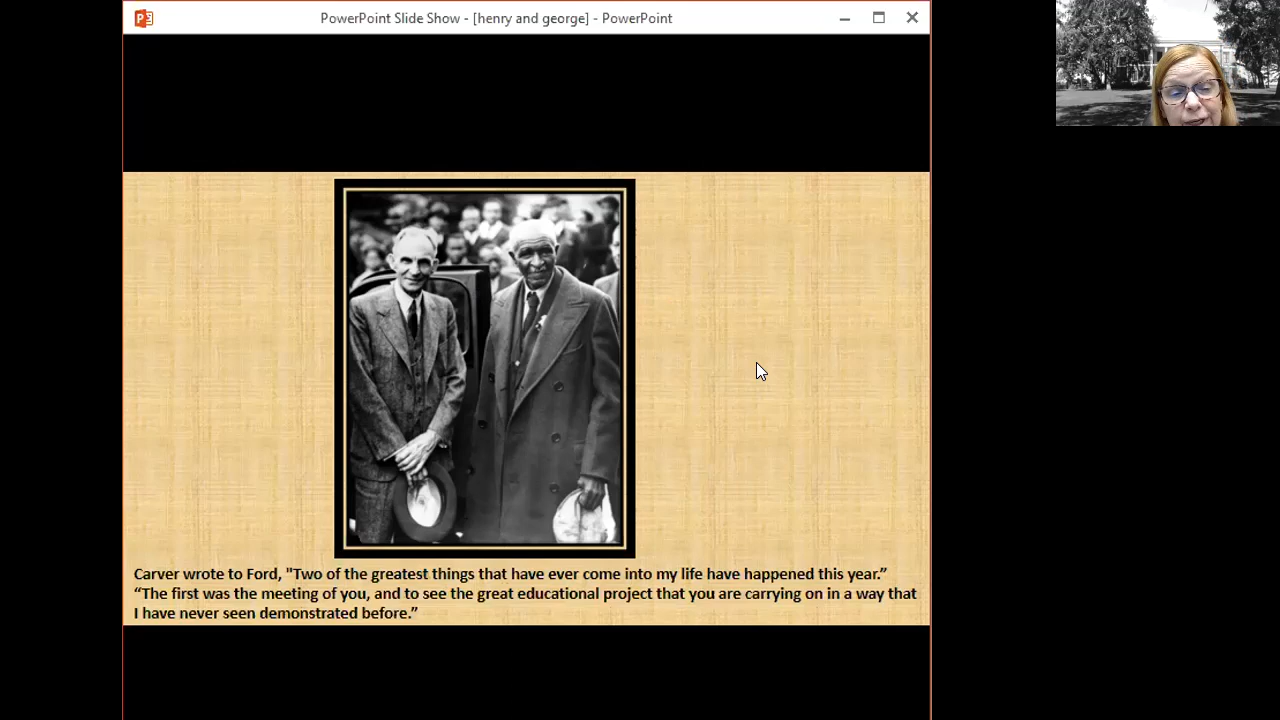 PowerPoint Slide Show - [henry and george] - PowerPoint
Carver wrote to Ford, "Two of the greatest things that have ever come into my life have happened this year.”
“The first was the meeting of you, and to see the great educational project that you are carrying on in a way that
I have never seen demonstrated before.”